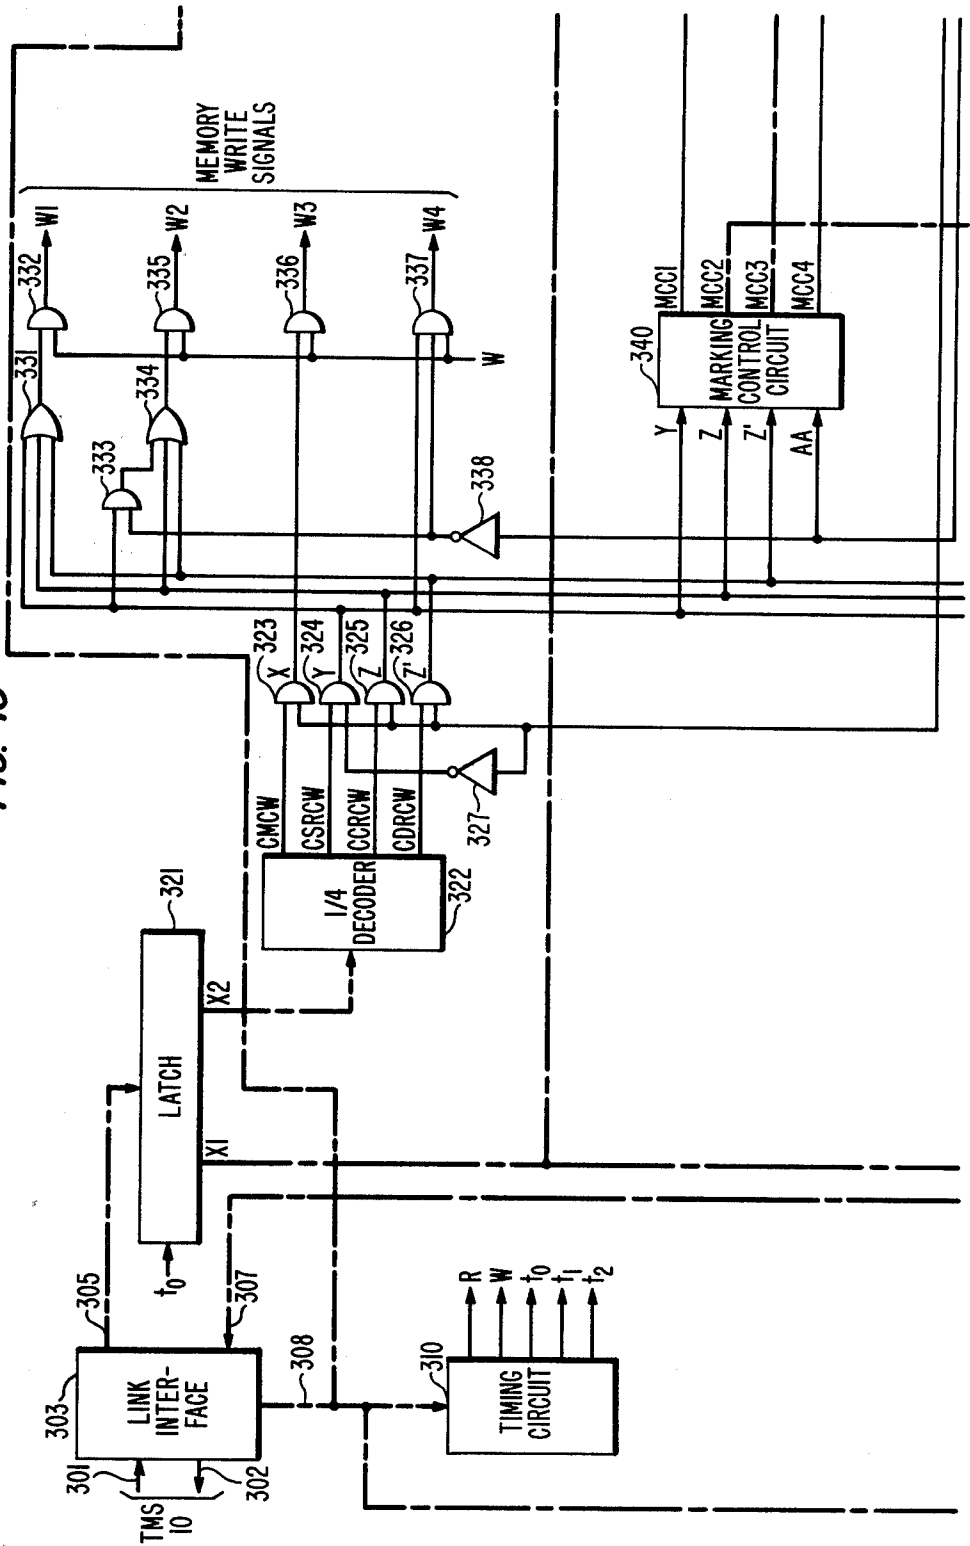 TMS
10
301
302
303
LINK
INTER-
FACE
305
307
308
t0
LATCH
321
X1
X2
TIMING
CIRCUIT
310
R
W
t0
t1
t2
1/4
DECODER
322
CMCW
CSRCW
CCRCW
CDRCW
327
323
X
324
Y
325
Z
326
Z'
338
331
332
W1
333
334
335
W2
336
W3
337
W4
W
MEMORY
WRITE
SIGNALS
340
Y
Z
Z'
AA
MARKING
CONTROL
CIRCUIT
MCC1
MCC2
MCC3
MCC4